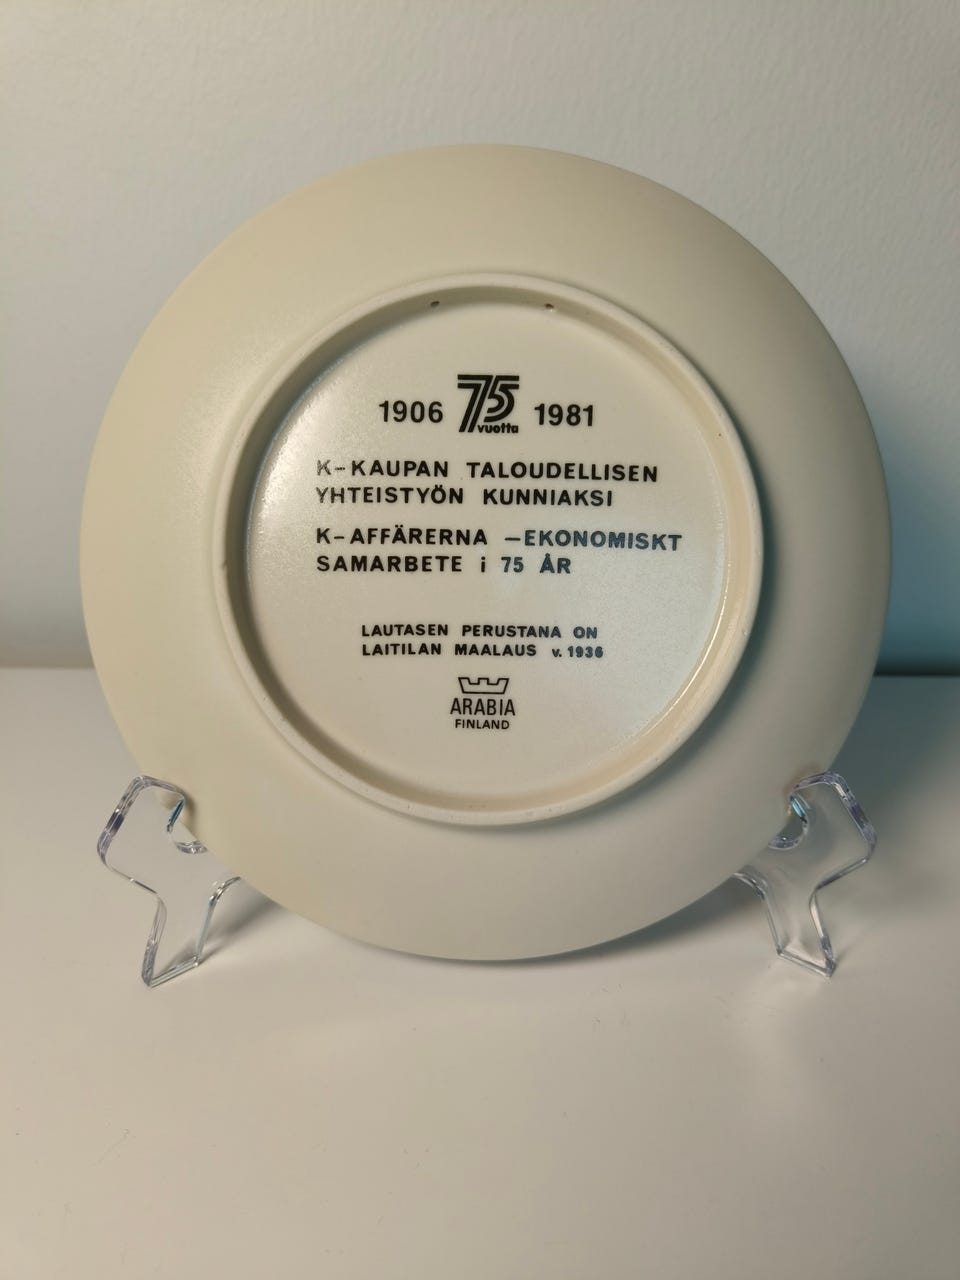 1906 75 vuotta 1981
K-KAUPAN TALOUDELLISEN
YHTEISTYÖN KUNNIAKSI
K-AFFÄRERNA -EKONOMISKT
SAMARBETE i 75 ÅR
LAUTASEN PERUSTANA ON
LAITILAN MAALAUS v. 1936
ARABIA
FINLAND